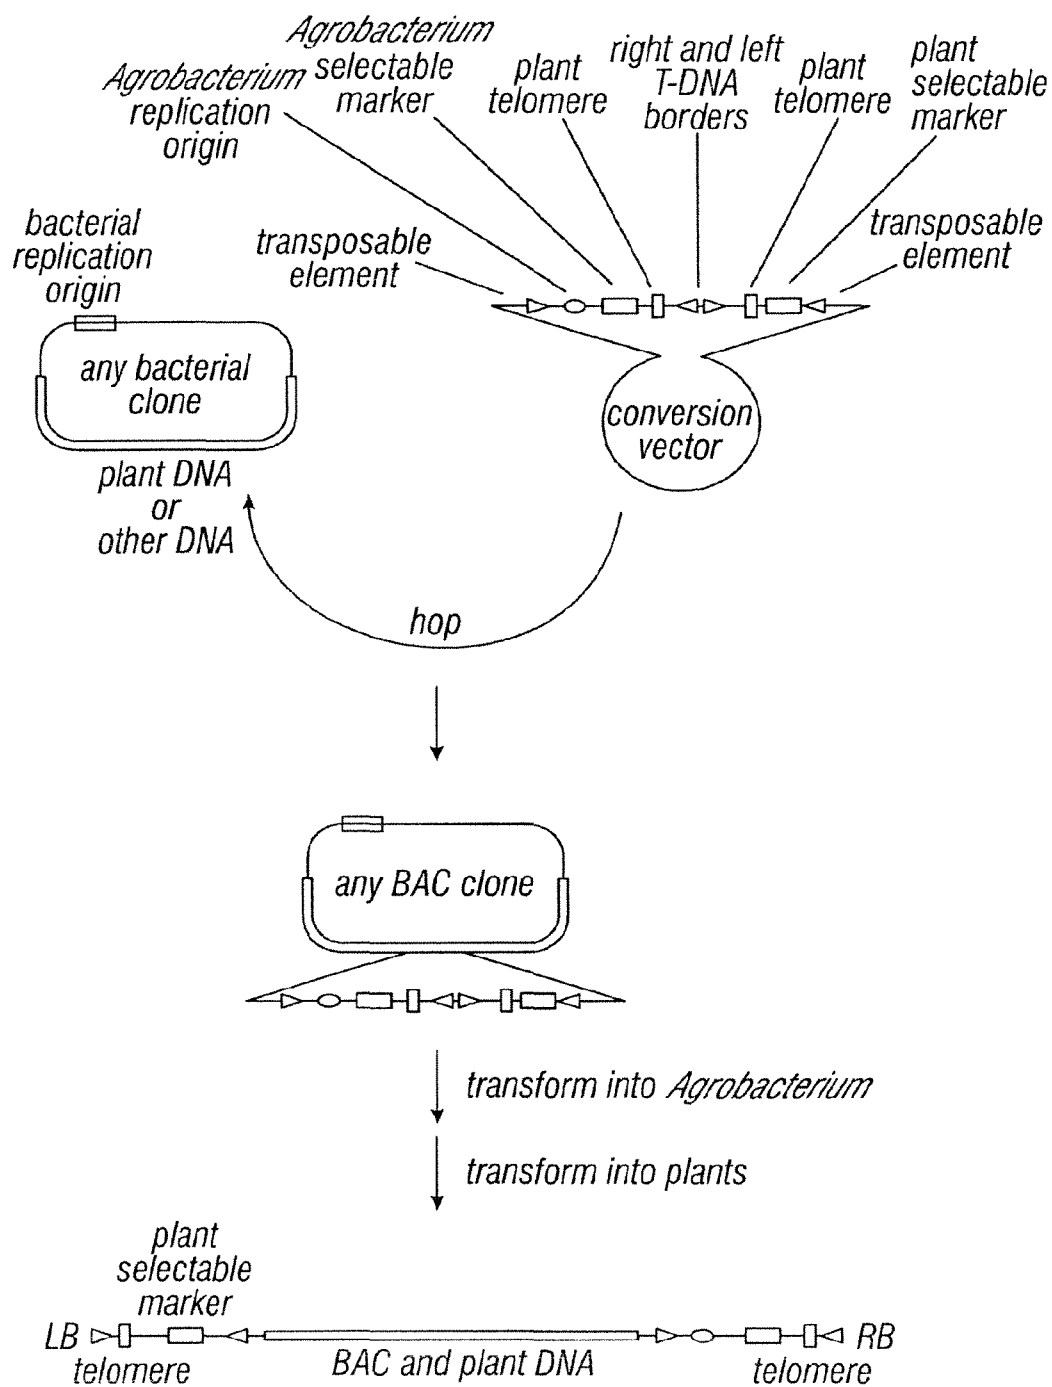 Agrobacterium
replication
origin
Agrobacterium
selectable
marker
plant
telomere
right and left
T-DNA
borders
plant
telomere
plant
selectable
marker
bacterial
replication
origin
transposable
element
transposable
element
any bacterial
clone
conversion
vector
plant DNA
or
other DNA
hop
any BAC clone
transform into Agrobacterium
transform into plants
plant
selectable
marker
LB
RB
telomere
BAC and plant DNA
telomere